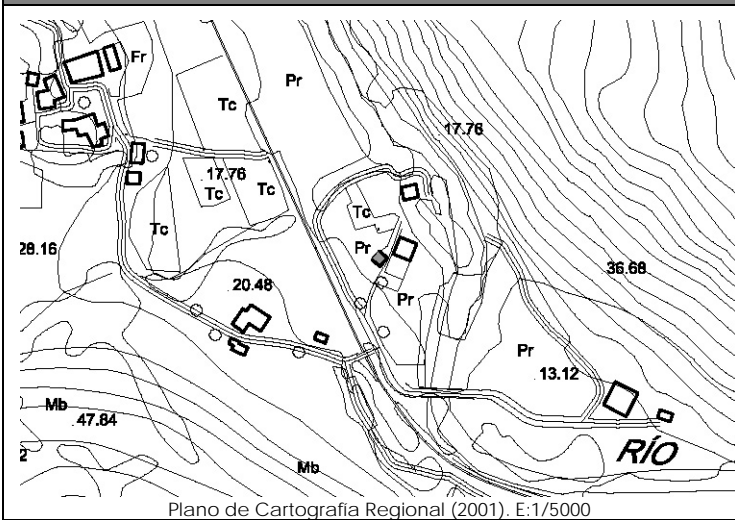 Fr
Pr
Tc
17.76
17.76
Tc
Tc
Tc
Tc
Pr
28.16
36.68
20.48
Pr
Pr
13.12
Mb
47.84
2
RÍO
Mb
Plano de Cartografía Regional (2001). E:1/5000